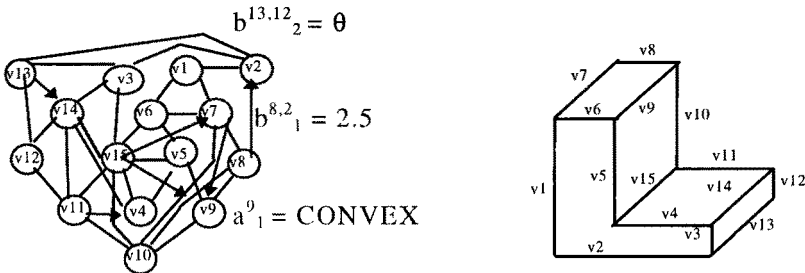 b^{13,12}_2 = θ
v13
v3
v1
v2
v14
v6
v7
b^{8,2}_1 = 2.5
v12
v15
v5
v8
v11
v4
v9
a^9_1 = CONVEX
v10
v8
v7
v6
v9
v10
v11
v1
v5
v15
v14
v12
v4
v13
v3
v2